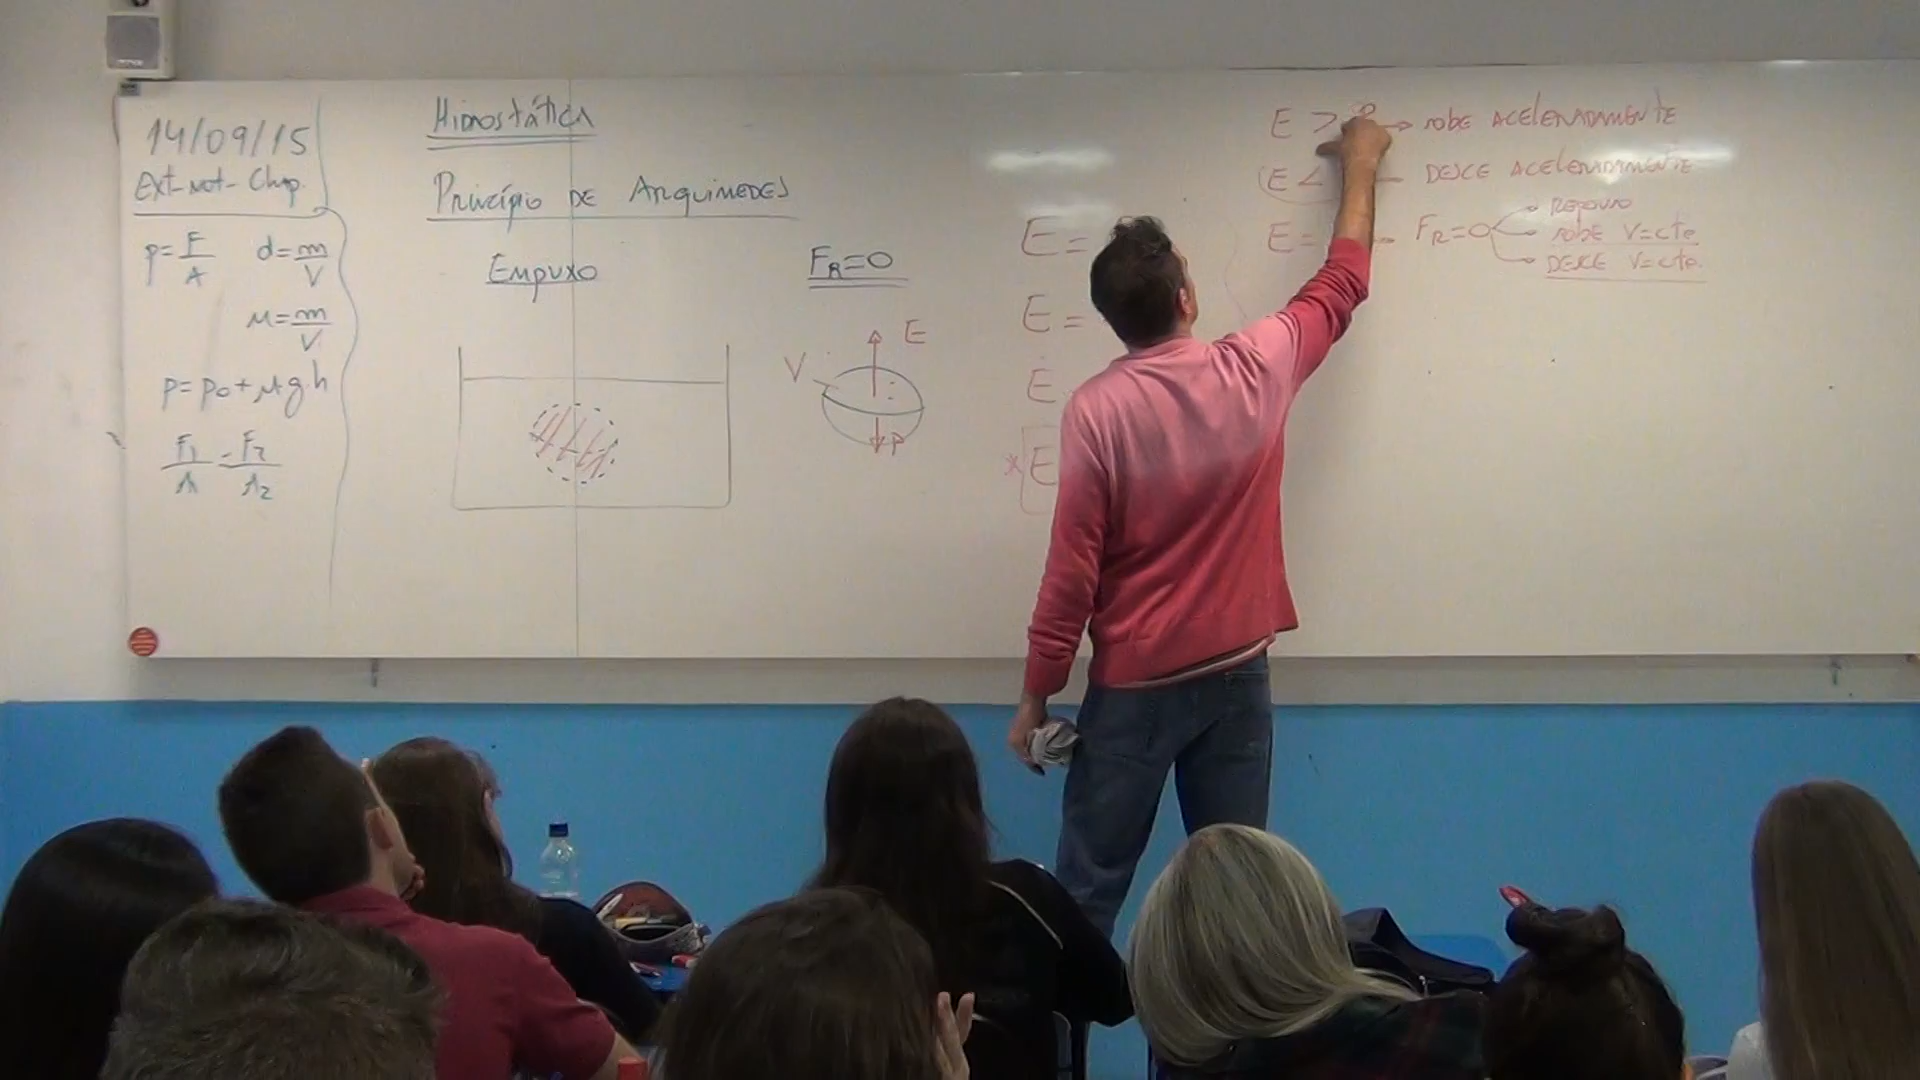 14/09/15
Ext-not-Chap.
p=F/A d=m/V
μ=m/V
p=p0+μgh
F1/A=F2/A2
Hidrostática
Princípio DE Arquimedes
Empuxo
FR=0
E
V
P
E=
E=
E
*E
E > P → sobe aceleradamente
E < DESCE aceleradamente
E= FR=0
Repouso
sobe V=cte
DESCE V=cte.